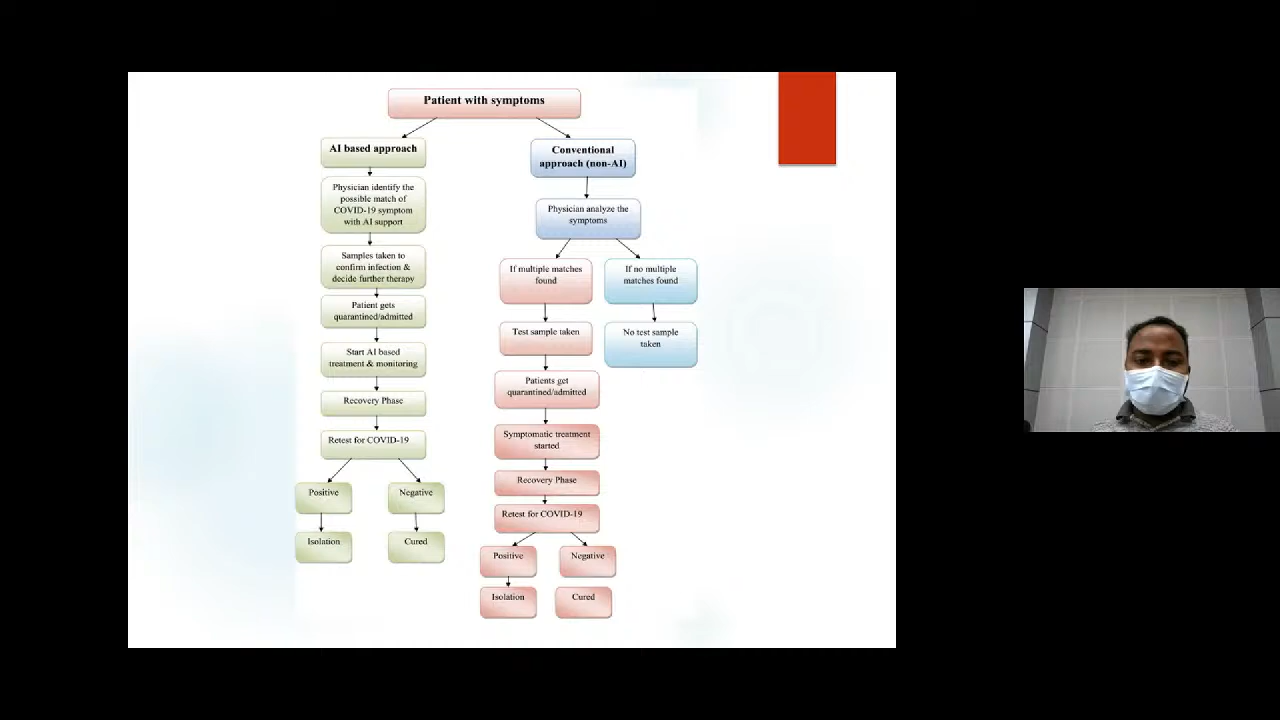 Patient with symptoms
AI based approach
Physician identify the
possible match of
COVID-19 symptom
with AI support
Samples taken to
confirm infection &
decide further therapy
Patient gets
quarantined/admitted
Start AI based
treatment & monitoring
Recovery Phase
Retest for COVID-19
Positive
Negative
Isolation
Cured
Conventional
approach (non-AI)
Physician analyze the
symptoms
If multiple matches
found
If no multiple
matches found
Test sample taken
No test sample
taken
Patients get
quarantined/admitted
Symptomatic treatment
started
Recovery Phase
Retest for COVID-19
Positive
Negative
Isolation
Cured